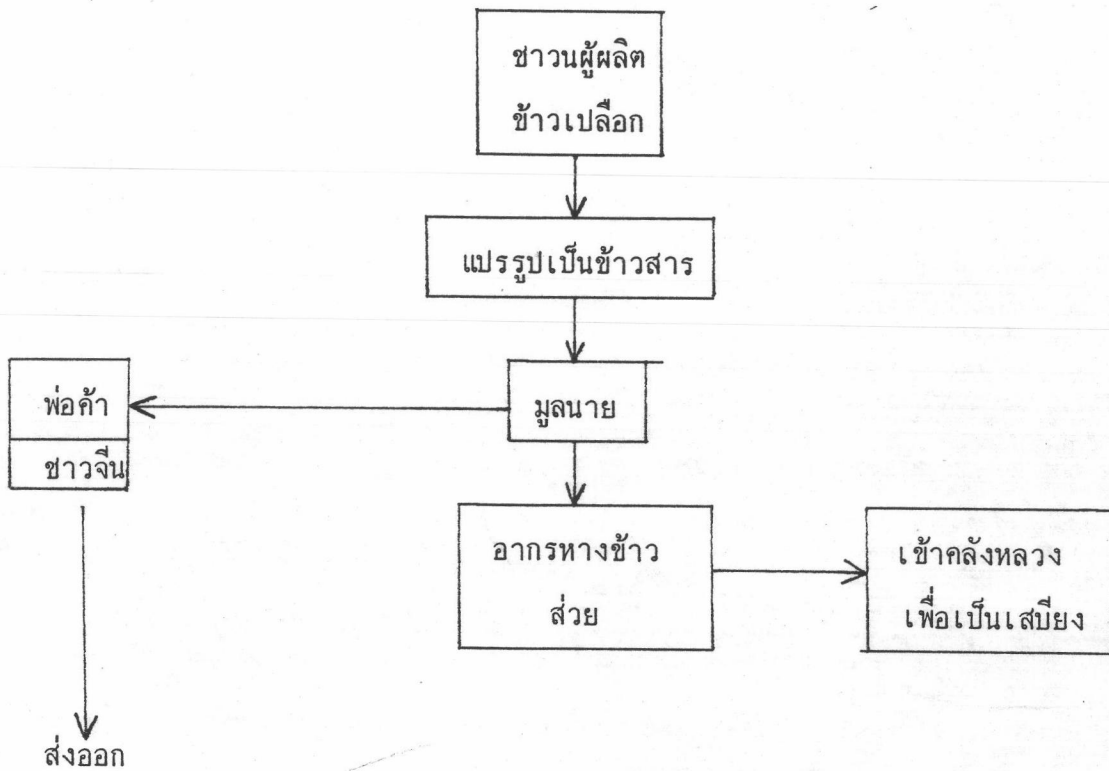 ชาวนผู้ผลิต
ข้าวเปลือก
แปรรูปเป็นข้าวสาร
พ่อค้า
ชาวจีน
มูลนาย
อากรหางข้าว
ส่วย
เข้าคลังหลวง
เพื่อเป็นเสบียง
ส่งออก